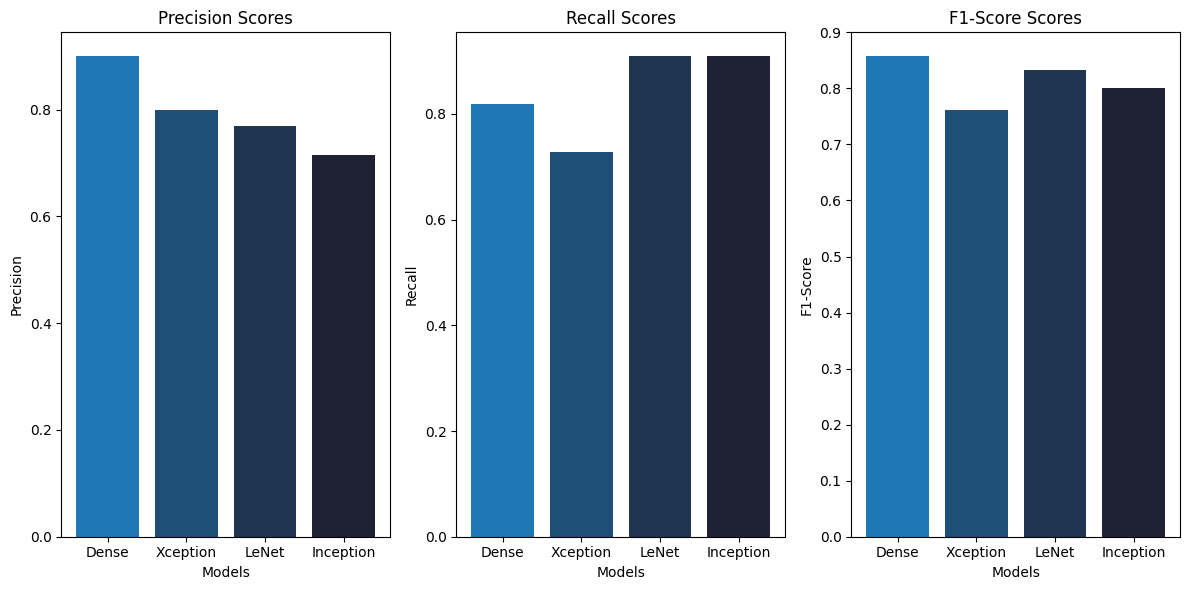 Precision Scores
Precision
0.8
0.6
0.4
0.2
0.0
Dense Xception LeNet Inception
Models
Recall Scores
Recall
0.8
0.6
0.4
0.2
0.0
Dense Xception LeNet Inception
Models
F1-Score Scores
F1-Score
0.9
0.8
0.7
0.6
0.5
0.4
0.3
0.2
0.1
0.0
Dense Xception LeNet Inception
Models